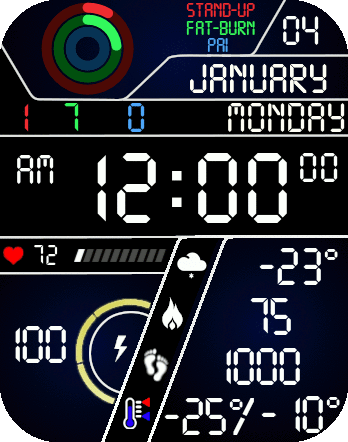 STAND-UP
FAT-BURN
PAI
04
JANUARY
1 7 0 MONDAY
AM 12:00 00
72
-23°
75
100
1000
-25°/-10°